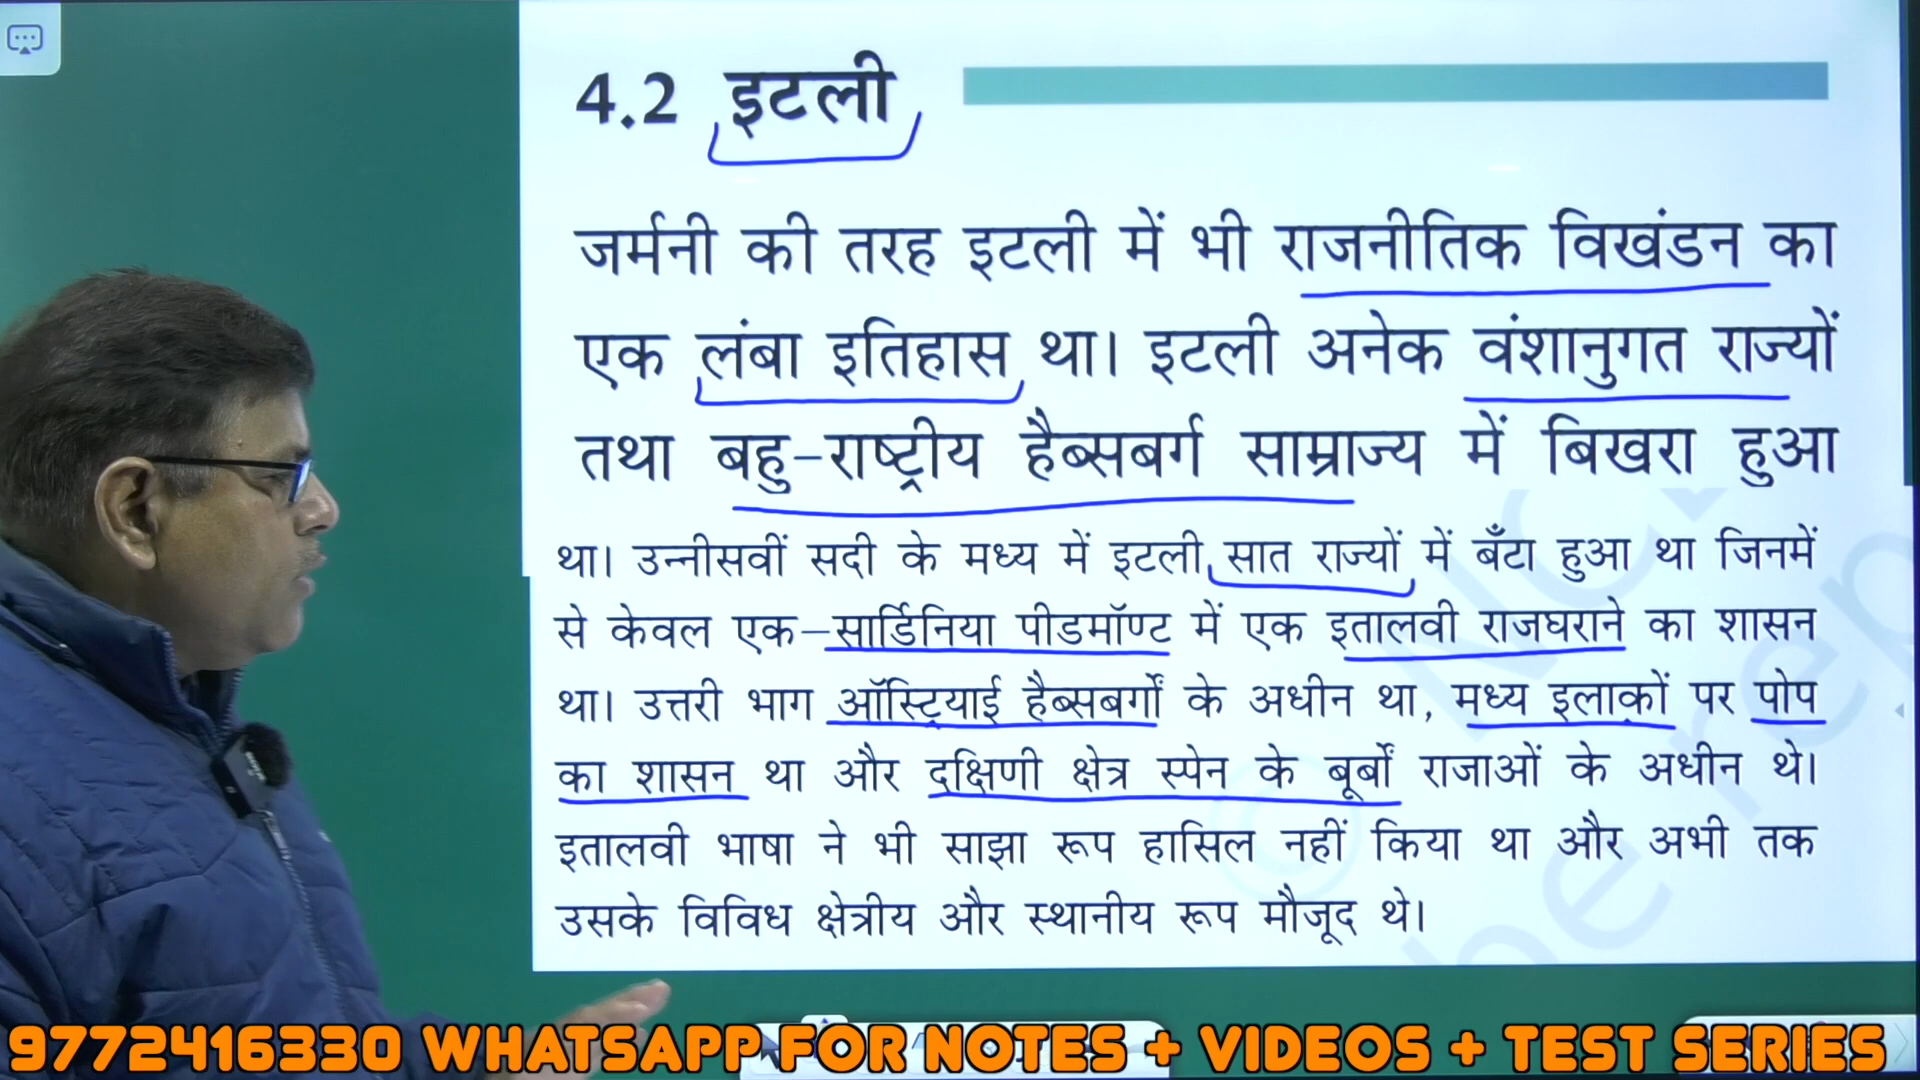 4.2 इटली
जर्मनी की तरह इटली में भी राजनीतिक विखंडन का
एक लंबा इतिहास था। इटली अनेक वंशानुगत राज्यों
तथा बहु-राष्ट्रीय हैब्सबर्ग साम्राज्य में बिखरा हुआ
था। उन्नीसवीं सदी के मध्य में इटली सात राज्यों में बँटा हुआ था जिनमें
से केवल एक–सार्डिनिया पीडमॉण्ट में एक इतालवी राजघराने का शासन
था। उत्तरी भाग ऑस्ट्रियाई हैब्सबर्गों के अधीन था, मध्य इलाकों पर पोप
का शासन था और दक्षिणी क्षेत्र स्पेन के बूर्बों राजाओं के अधीन थे।
इतालवी भाषा ने भी साझा रूप हासिल नहीं किया था और अभी तक
उसके विविध क्षेत्रीय और स्थानीय रूप मौजूद थे।
9772416330 WHATSAPP FOR NOTES + VIDEOS + TEST SERIES